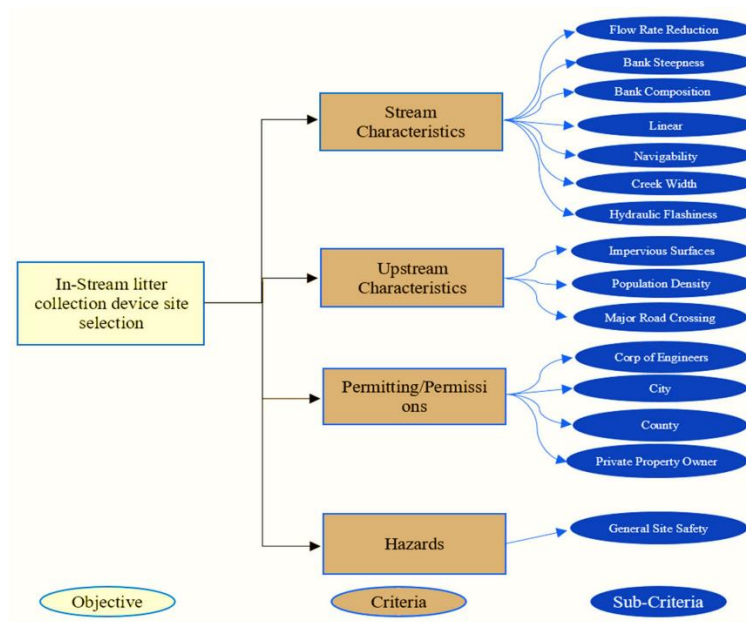 Flow Rate Reduction
Bank Steepness
Bank Composition
Linear
Navigability
Creek Width
Hydraulic Flashiness
Stream
Characteristics
Impervious Surfaces
Population Density
Major Road Crossing
Upstream
Characteristics
In-Stream litter
collection device site
selection
Corp of Engineers
City
County
Private Property Owner
Permitting/Permissi
ons
General Site Safety
Hazards
Objective
Criteria
Sub-Criteria